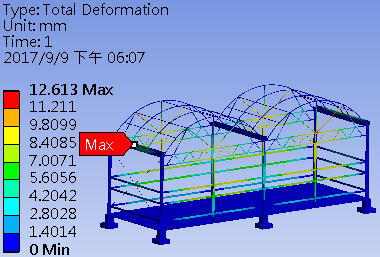 Type: Total Deformation
Unit: mm
Time: 1
2017/9/9 下午 06:07
12.613 Max
11.211
9.8099
8.4085
7.0071
5.6056
4.2042
2.8028
1.4014
0 Min
Max